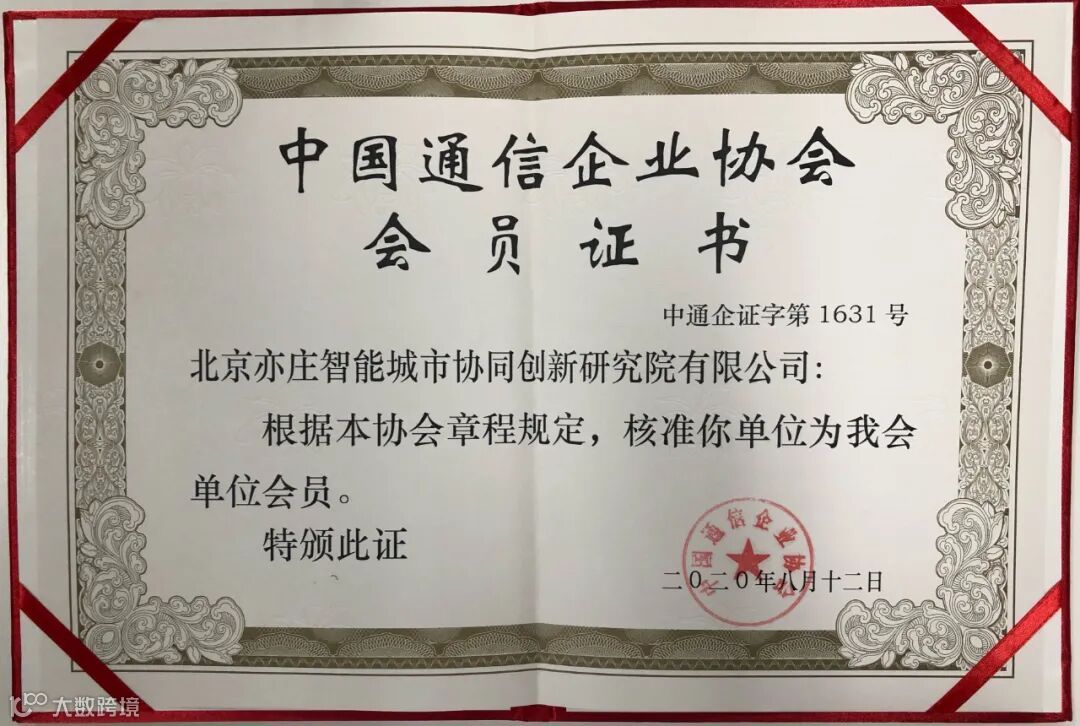 中国通信企业协会
会员证书
中通企证字第1631号
北京亦庄智能城市协同创新研究院有限公司：
根据本协会章程规定，核准你单位为我会
单位会员。
特颁此证
中国通信企业协会
二〇二〇年八月十二日
大数跨境